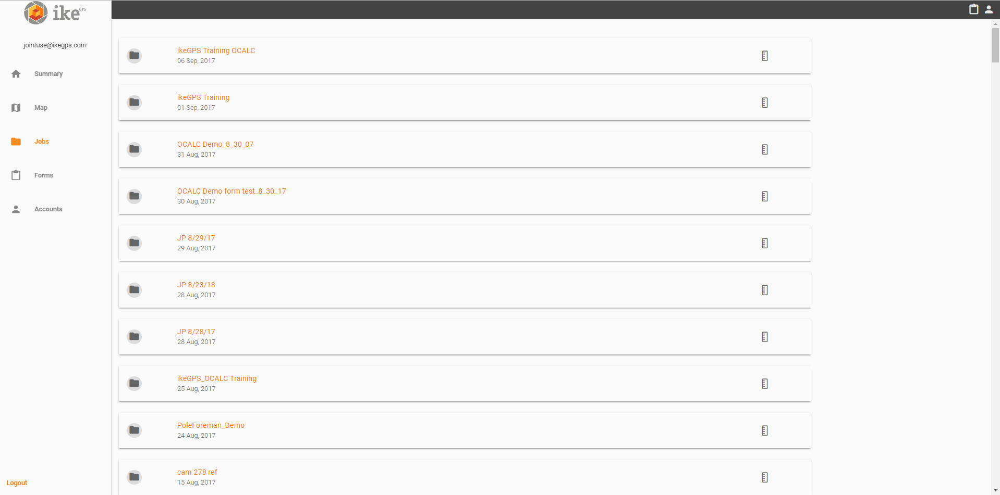 ike GPS
jointuse@ikegps.com
Summary
Map
Jobs
Forms
Accounts
Logout
ikeGPS Training OCALC
06 Sep, 2017
ikeGPS Training
01 Sep, 2017
OCALC Demo_8_30_07
31 Aug, 2017
OCALC Demo form test_8_30_17
30 Aug, 2017
JP 8/29/17
29 Aug, 2017
JP 8/23/18
28 Aug, 2017
JP 8/28/17
28 Aug, 2017
ikeGPS_OCALC Training
25 Aug, 2017
PoleForeman_Demo
24 Aug, 2017
cam 278 ref
15 Aug, 2017